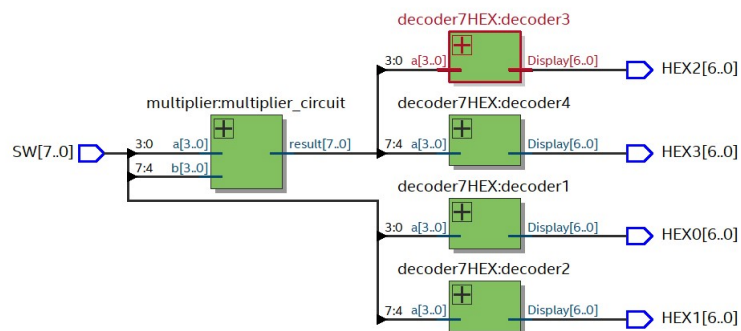 decoder7HEX:decoder3
3:0 a[3..0] Display[6..0] HEX2[6..0]
multiplier:multiplier_circuit
decoder7HEX:decoder4
SW[7..0] 3:0 a[3..0] result[7..0] 7:4 a[3..0] Display[6..0] HEX3[6..0]
7:4 b[3..0]
decoder7HEX:decoder1
3:0 a[3..0] Display[6..0] HEX0[6..0]
decoder7HEX:decoder2
7:4 a[3..0] Display[6..0] HEX1[6..0]